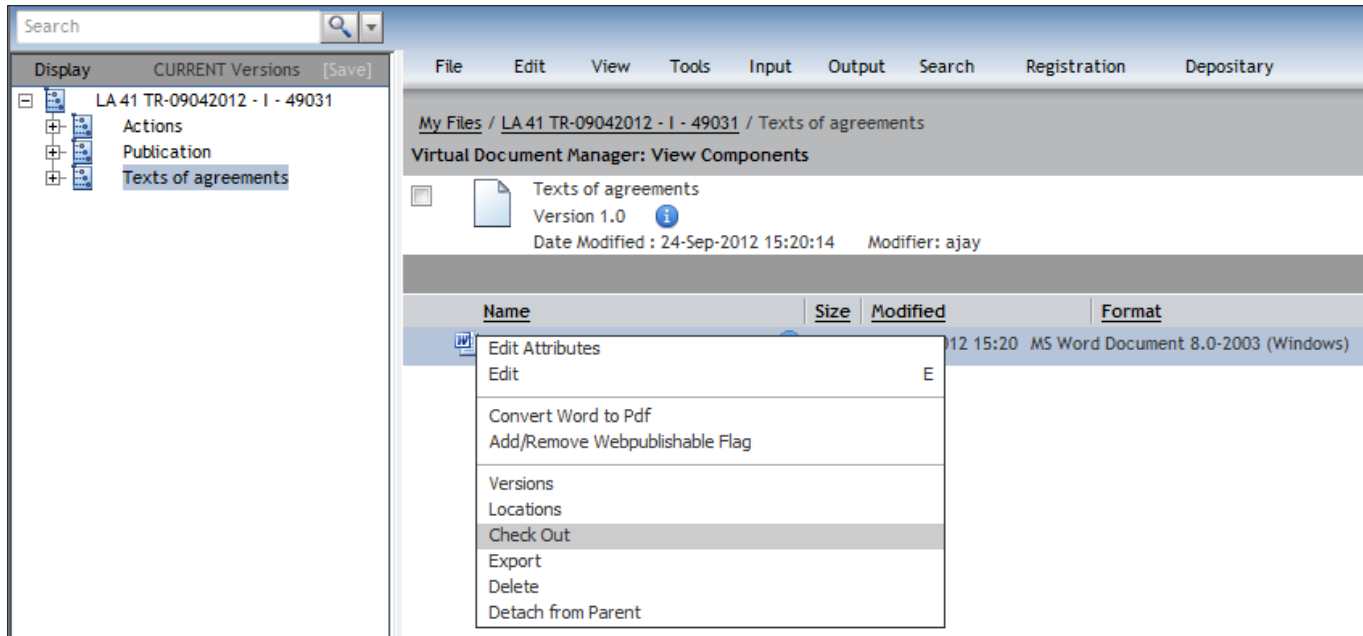 Search
Display CURRENT Versions [Save]
LA 41 TR-09042012 - I - 49031
Actions
Publication
Texts of agreements
File Edit View Tools Input Output Search Registration Depositary
My Files / LA 41 TR-09042012 - I - 49031 / Texts of agreements
Virtual Document Manager: View Components
Texts of agreements
Version 1.0
Date Modified : 24-Sep-2012 15:20:14 Modifier: ajay
Name Size Modified Format
012 15:20 MS Word Document 8.0-2003 (Windows)
Edit Attributes
Edit E
Convert Word to Pdf
Add/Remove Webpublishable Flag
Versions
Locations
Check Out
Export
Delete
Detach from Parent